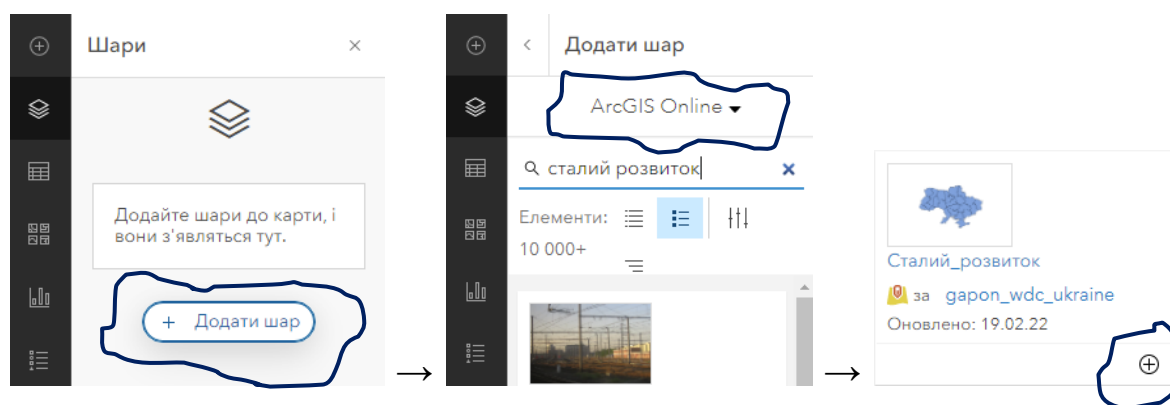 Шари
Додайте шари до карти, і
вони з'являться тут.
+ Додати шар
→
Додати шар
ArcGIS Online
сталий розвиток
Елементи:
10 000+
→
Сталий_розвиток
за gapon_wdc_ukraine
Оновлено: 19.02.22